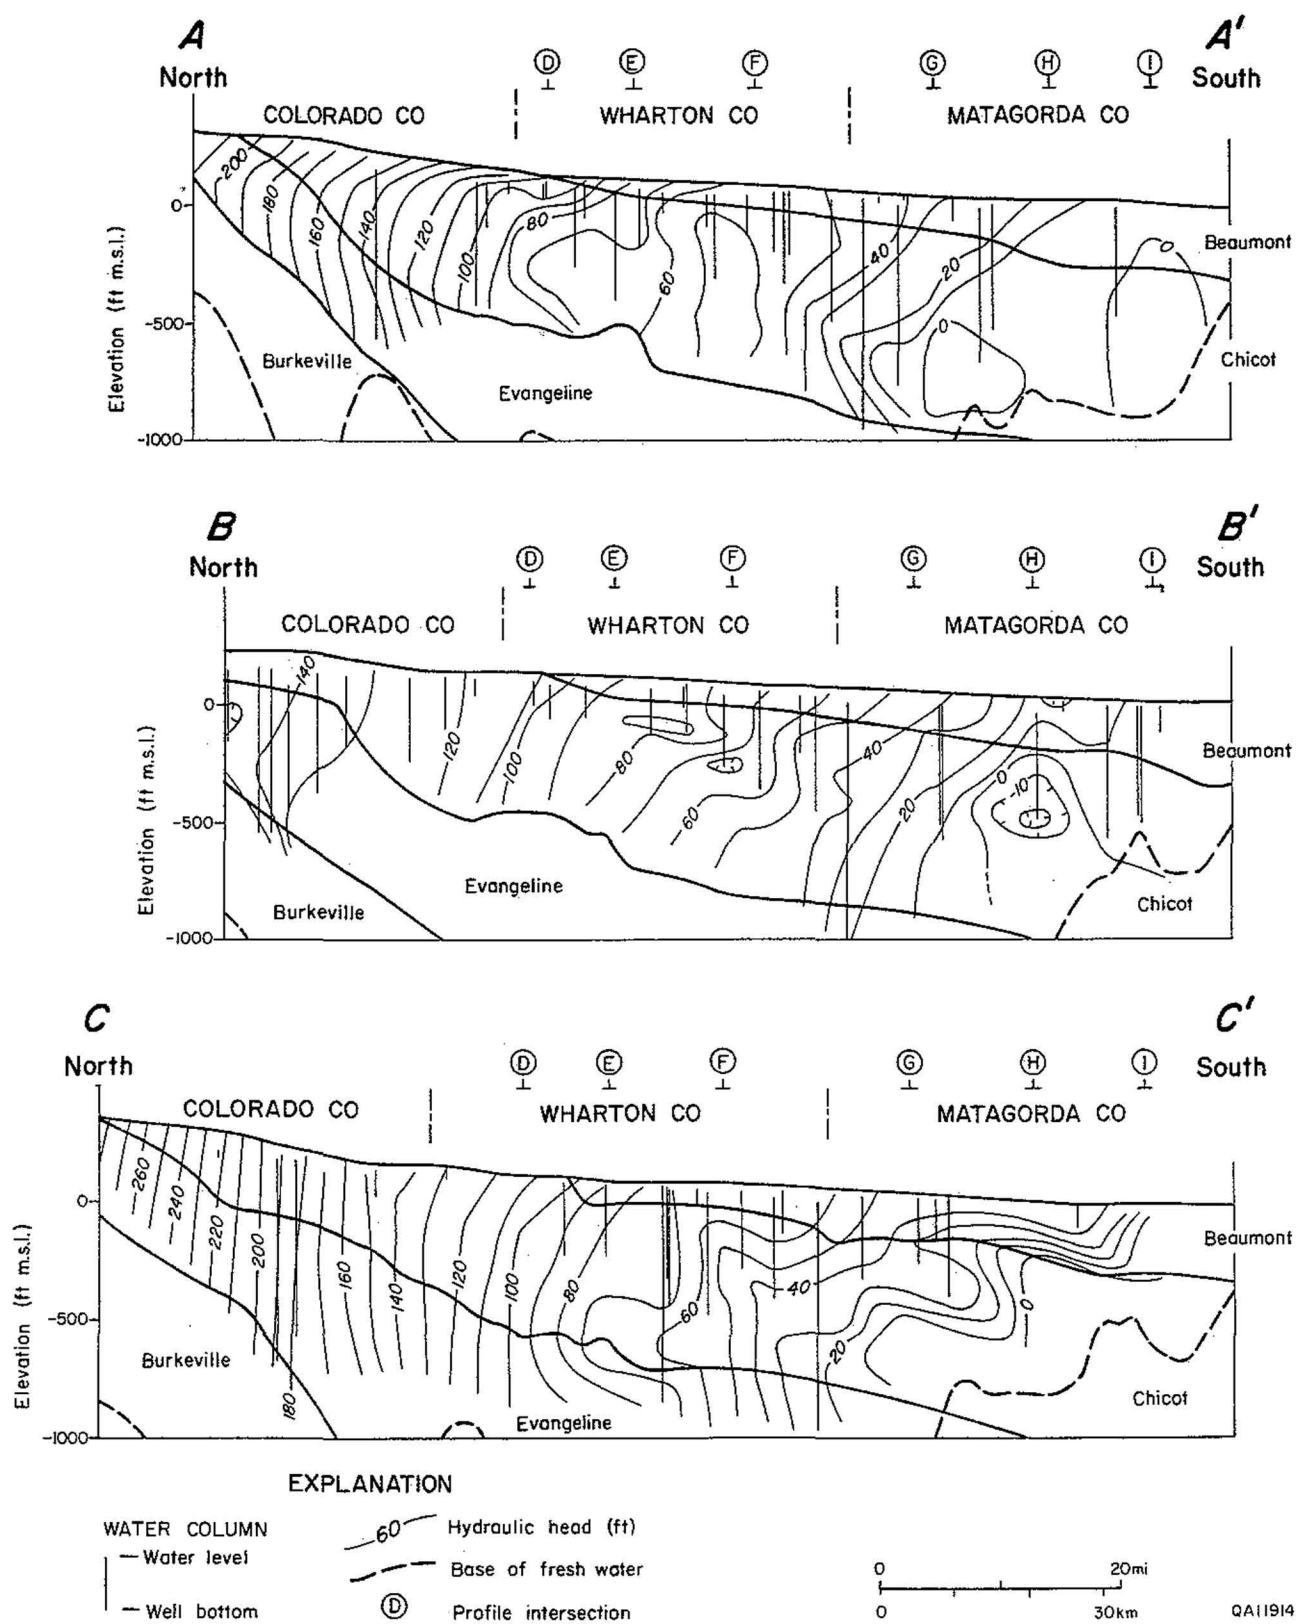 A A'
North D E F G H I South
COLORADO CO WHARTON CO MATAGORDA CO
200 180 160 140 120 100 80 60 40 20 0 0
0
-500
-1000
Elevation (ft m.s.l.)
Beaumont
Burkeville Evangeline Chicot
B B'
North D E F G H I South
COLORADO CO WHARTON CO MATAGORDA CO
140 120 100 80 60 40 20 0 -10
0
-500
-1000
Elevation (ft m.s.l.)
Beaumont
Burkeville Evangeline Chicot
C C'
North D E F G H I South
COLORADO CO WHARTON CO MATAGORDA CO
260 240 220 200 180 160 140 120 100 80 60 40 20 0
0
-500
-1000
Elevation (ft m.s.l.)
Beaumont
Burkeville Evangeline Chicot
EXPLANATION
WATER COLUMN
Water level
Well bottom
60 Hydraulic head (ft)
Base of fresh water
D Profile intersection
0 20mi
0 30km
QA11914